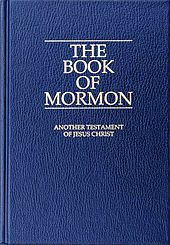 THE
BOOK
OF
MORMON
ANOTHER TESTAMENT
OF JESUS CHRIST